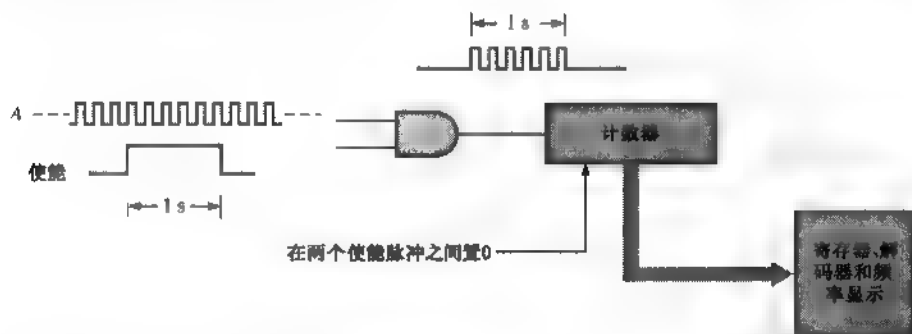 1 s
A
计数器
使能
1 s
在两个使能脉冲之间置0
寄存器、解
码器和频
率显示